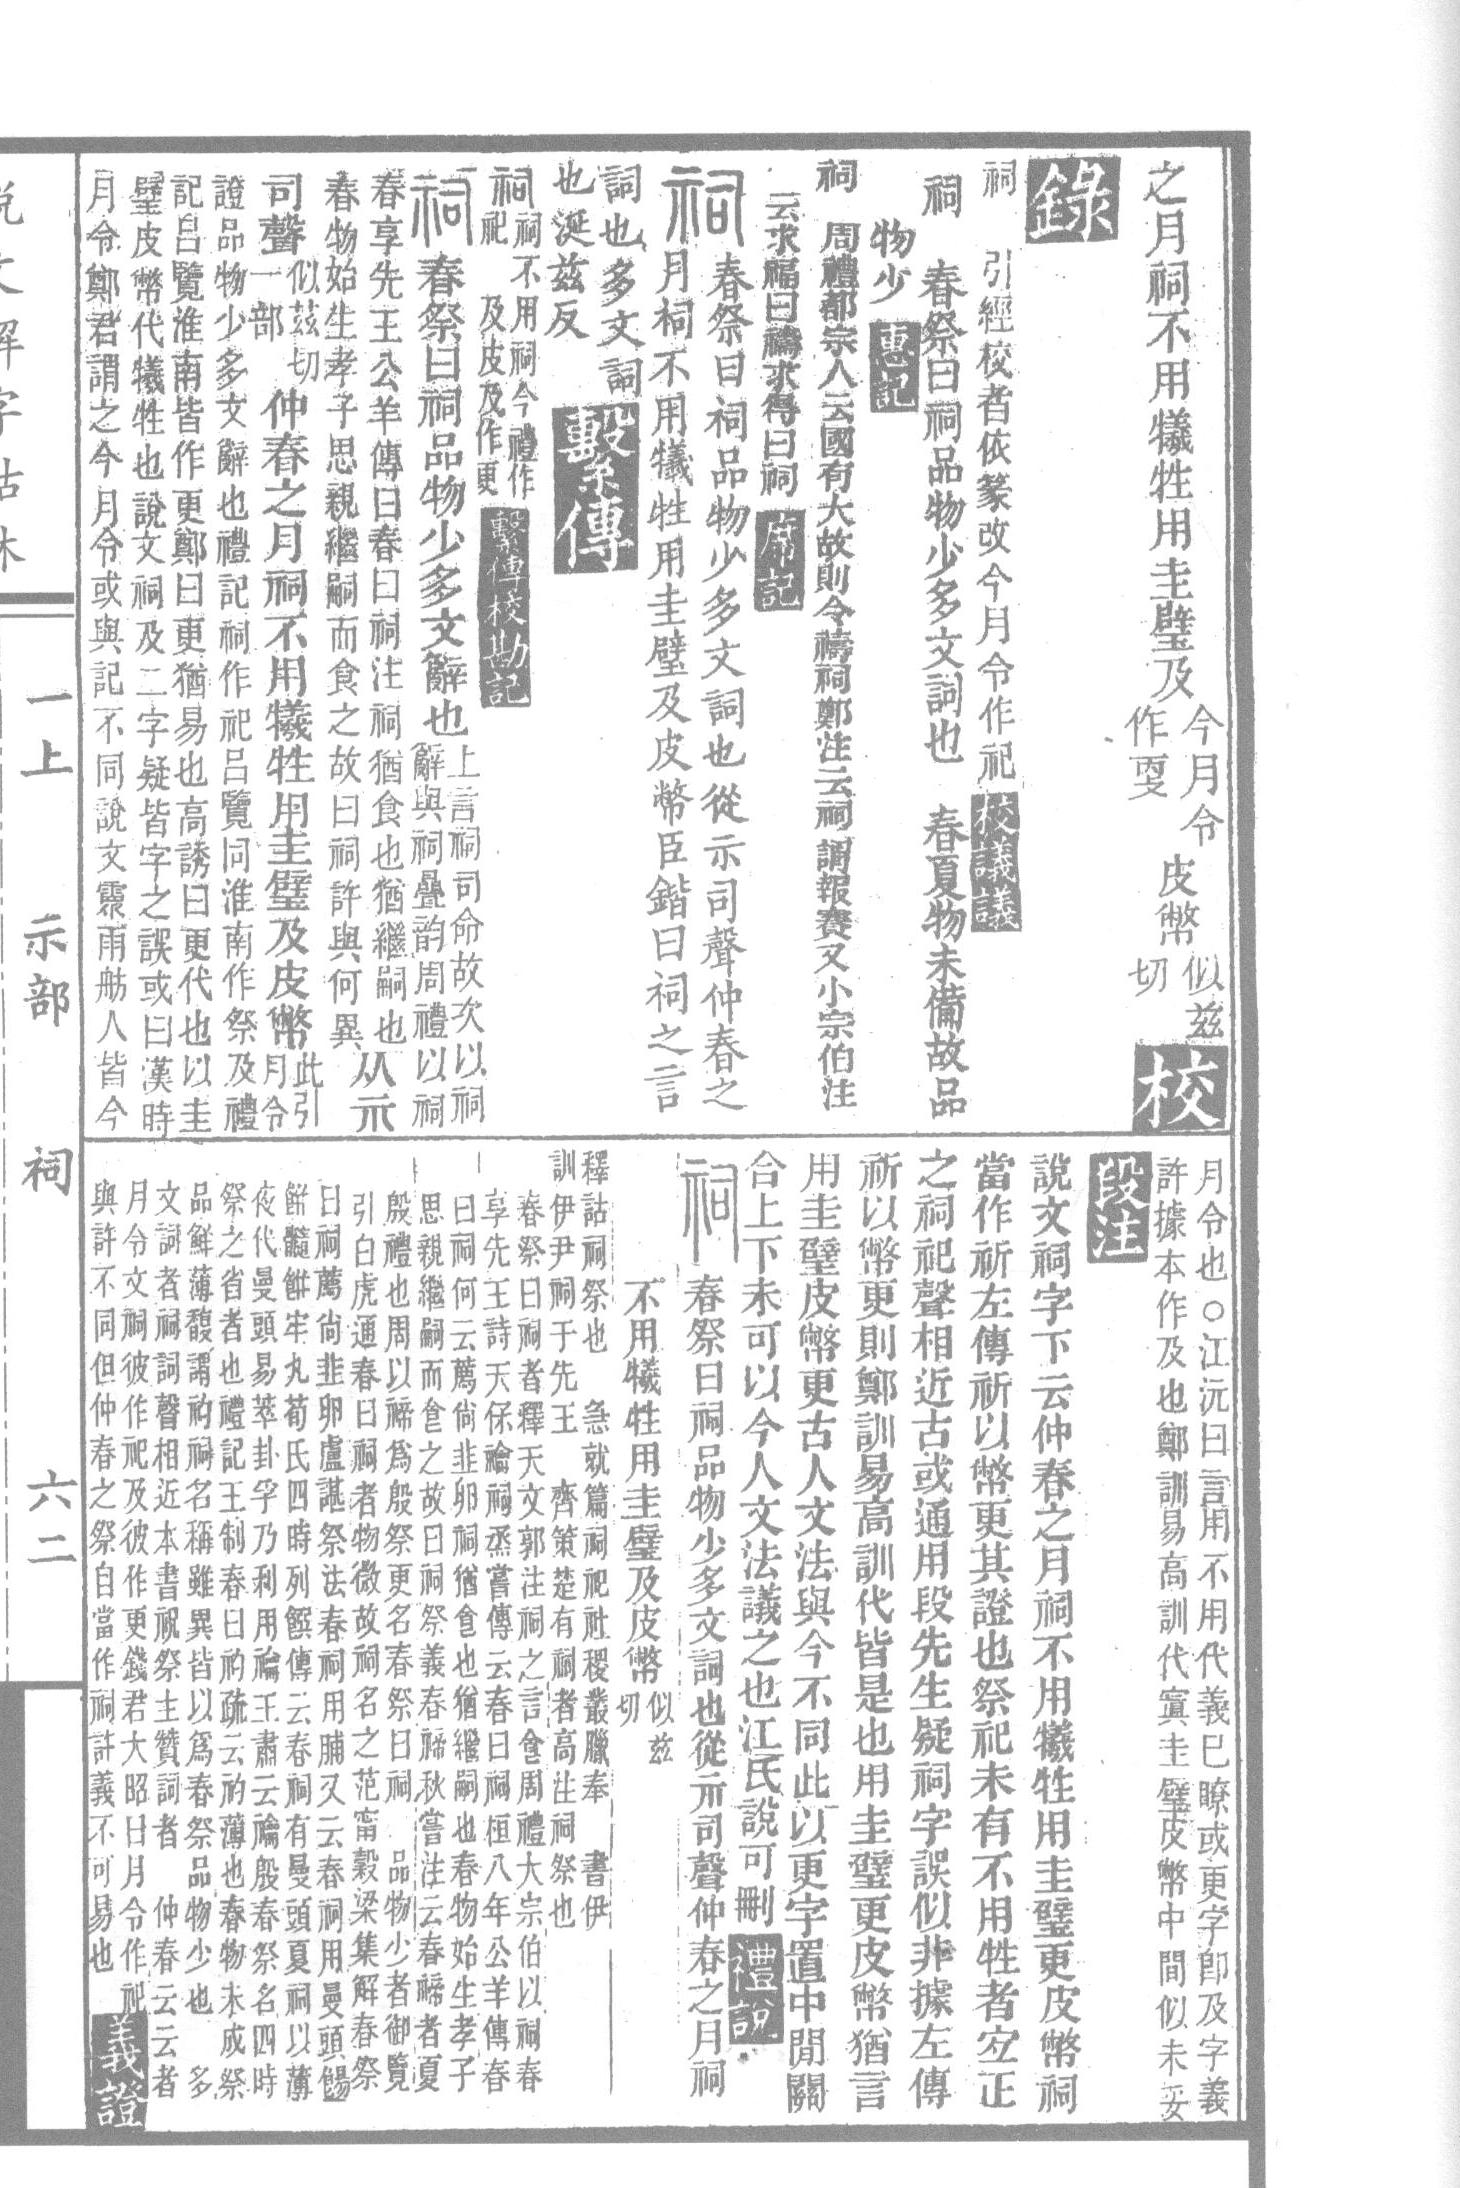 之月祠不用犧牲用圭璧及
今月令
作㪅
皮幣
似兹
切
校
錄
祠　引經校者依篆改今月令作祀
校議議
祠　春祭曰祠品物少多文詞也　春夏物未備故品
物少
惠記
祠　周禮都宗人云國有大故則令禱祠鄭注云祠謂報賽又小宗伯注
云求福曰禱求得曰祠
席記
祠　春祭曰祠品物少多文詞也從示司聲仲春之
月祠不用犧牲用圭璧及皮幣臣鍇曰祠之言
詞也多文詞
也涎兹反
繫傳
祠　祠不用祠今禮作
祀　及皮及作更
繫傳校勘記
祠　春祭曰祠品物少多文辭也
上言祠司命故次以祠
辭與祠疊韵周禮以祠
春享先王公羊傳曰春曰祠注祠猶食也猶繼嗣也
春物始生孝子思親繼嗣而食之故曰祠許與何異
从示
司聲
似兹切
一部
仲春之月祠不用犧牲用圭璧及皮幣
此引
月令
證品物少多文辭也禮記祠作祀呂覽同淮南作祭及禮
記呂覽淮南皆作更鄭曰更猶易也高誘曰更代也以圭
璧皮幣代犧牲也說文祠及二字疑皆字之誤或曰漢時
月令鄭君謂之今月令或與記不同說文霥雨舫人皆今
月令也○江沅曰言用不用代義已瞭或更字卽及字義
許據本作及也鄭訓易高訓代寘圭璧皮幣中間似未妥
段注
說文祠字下云仲春之月祠不用犧牲用圭璧更皮幣祠
當作祈左傳祈以幣更其證也祭祀未有不用牲者空正
之祠祀聲相近古或通用段先生疑祠字誤似非據左傳
祈以幣更則鄭訓易高訓代皆是也用圭璧更皮幣猶言
用圭璧皮幣更古人文法與今不同此以更字置中閒關
合上下未可以今人文法議之也江氏說可刪
禮說
祠　春祭曰祠品物少多文詞也從示司聲仲春之月祠
不用犧牲用圭璧及皮幣
似兹
切
釋詁祠祭也　急就篇祠祀社稷叢臘奉　書伊
訓伊尹祠于先王　齊策楚有祠者高注祠祭也
春祭曰祠者釋天文郭注祠之言食周禮大宗伯以祠春
享先王詩天保禴祠烝嘗傳云春曰祠桓八年公羊傳春
曰祠何云薦尙韭卵祠猶食也猶繼嗣也春物始生孝子
思親繼嗣而食之故曰祠祭義春禘秋嘗注云春禘者夏
殷禮也周以禘爲殷祭更名春祭曰祠　品物少者御覽
引白虎通春曰祠者物微故祠名之范甯穀梁集解春祭
曰祠薦尙韭卵盧諶祭法春祠用脯又云春祠用曼頭餳
餅髓餅牢丸荀氏四時列饌傳云春祠有曼頭夏祠以薄
夜代曼頭易萃卦孚乃利用禴王肅云禴殷春祭名四時
祭之省者也禮記王制春曰礿疏云礿薄也春物未成祭
品鮮薄馥謂礿祠名稱雖異皆以爲春祭品物少也　多
文詞者祠詞聲相近本書祝祭主贊詞者　仲春云云者
月令文祠彼作祀及彼作更錢君大昭曰月令作祀
與許不同但仲春之祭自當作祠許義不可易也
義證
一上　示部　祠　六二